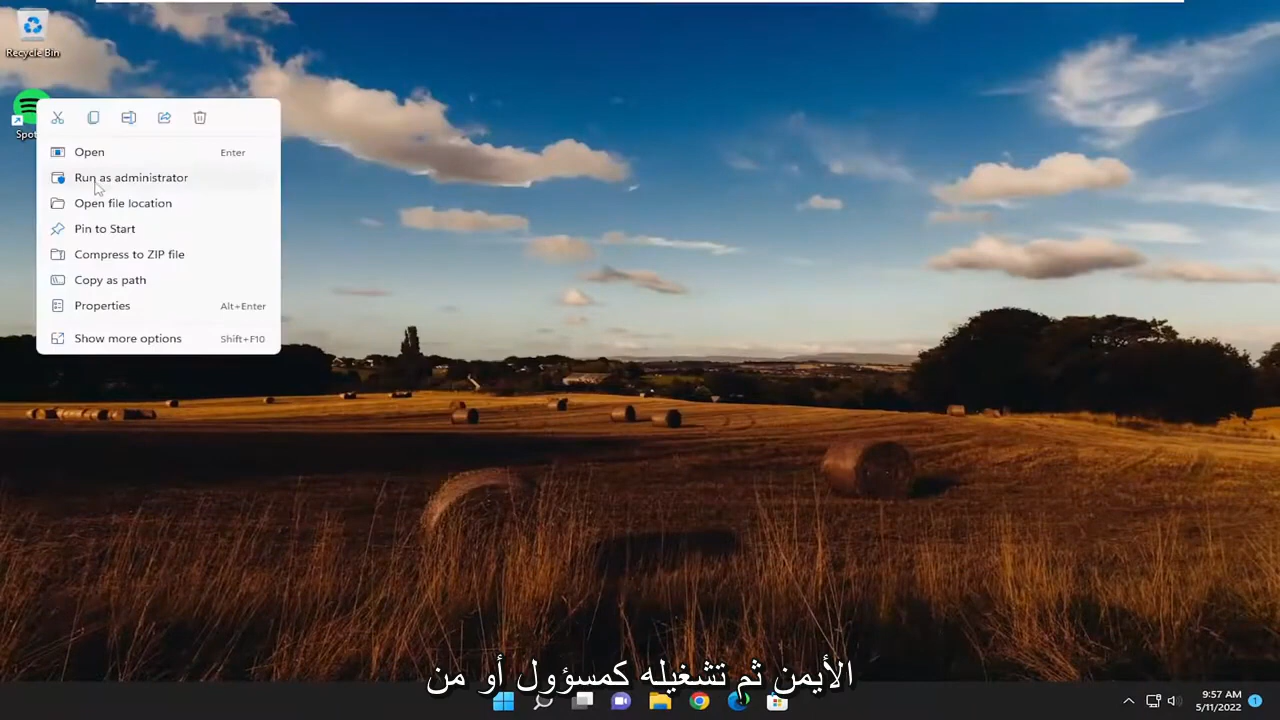 Recycle Bin
Spot
Open Enter
Run as administrator
Open file location
Pin to Start
Compress to ZIP file
Copy as path
Properties Alt+Enter
Show more options Shift+F10
الأيمن ثم تشغيله كمسؤول أو من
9:57 AM
5/11/2022
1